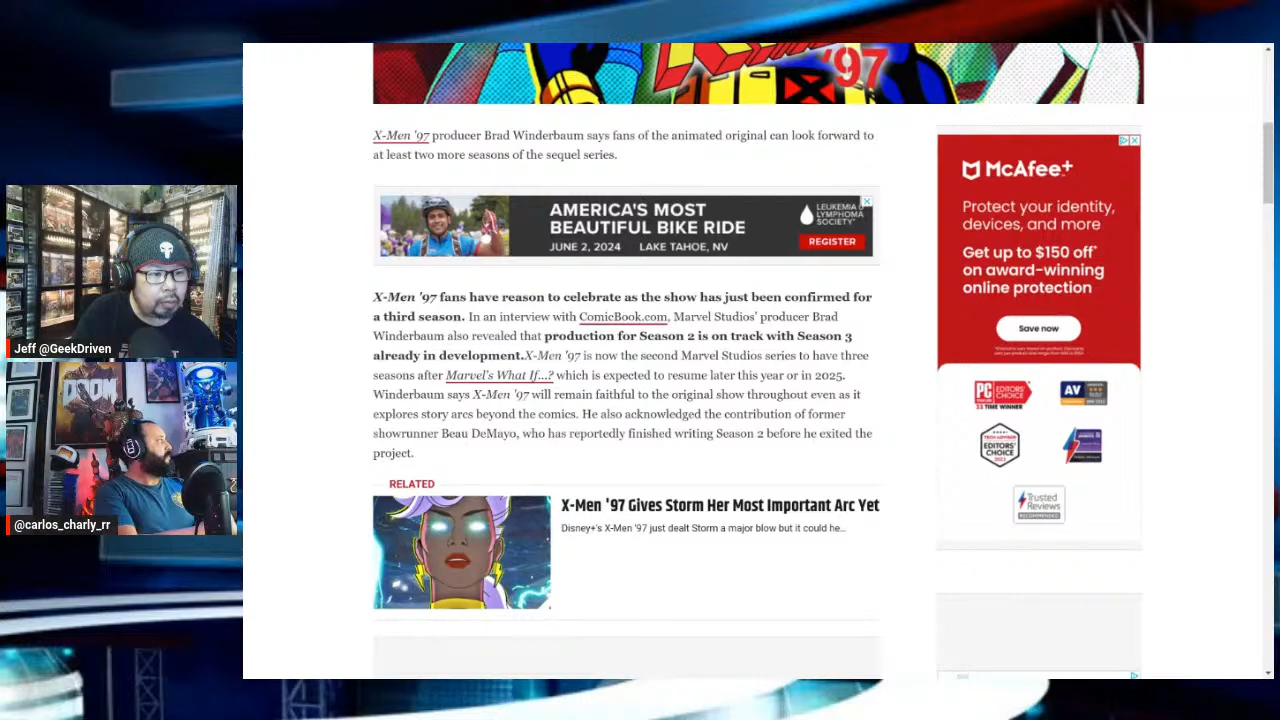 '97
X-Men '97 producer Brad Winderbaum says fans of the animated original can look forward to
at least two more seasons of the sequel series.
AMERICA'S MOST
BEAUTIFUL BIKE RIDE
JUNE 2, 2024 LAKE TAHOE, NV
LEUKEMIA &
LYMPHOMA
SOCIETY
REGISTER
X-Men '97 fans have reason to celebrate as the show has just been confirmed for
a third season. In an interview with ComicBook.com, Marvel Studios' producer Brad
Winderbaum also revealed that production for Season 2 is on track with Season 3
already in development.X-Men '97 is now the second Marvel Studios series to have three
seasons after Marvel's What If...? which is expected to resume later this year or in 2025.
Winderbaum says X-Men '97 will remain faithful to the original show throughout even as it
explores story arcs beyond the comics. He also acknowledged the contribution of former
showrunner Beau DeMayo, who has reportedly finished writing Season 2 before he exited the
project.
RELATED
X-Men '97 Gives Storm Her Most Important Arc Yet
Disney+'s X-Men '97 just dealt Storm a major blow but it could he...
McAfee+
Protect your identity,
devices, and more
Get up to $150 off*
on award-winning
online protection
Save now
PC EDITORS' CHOICE
TIME WINNER
AV
TECH ADVISOR
EDITORS'
CHOICE
Trusted
Reviews
RECOMMENDED
Jeff @GeekDriven
DOOM
@carlos_charly_rr